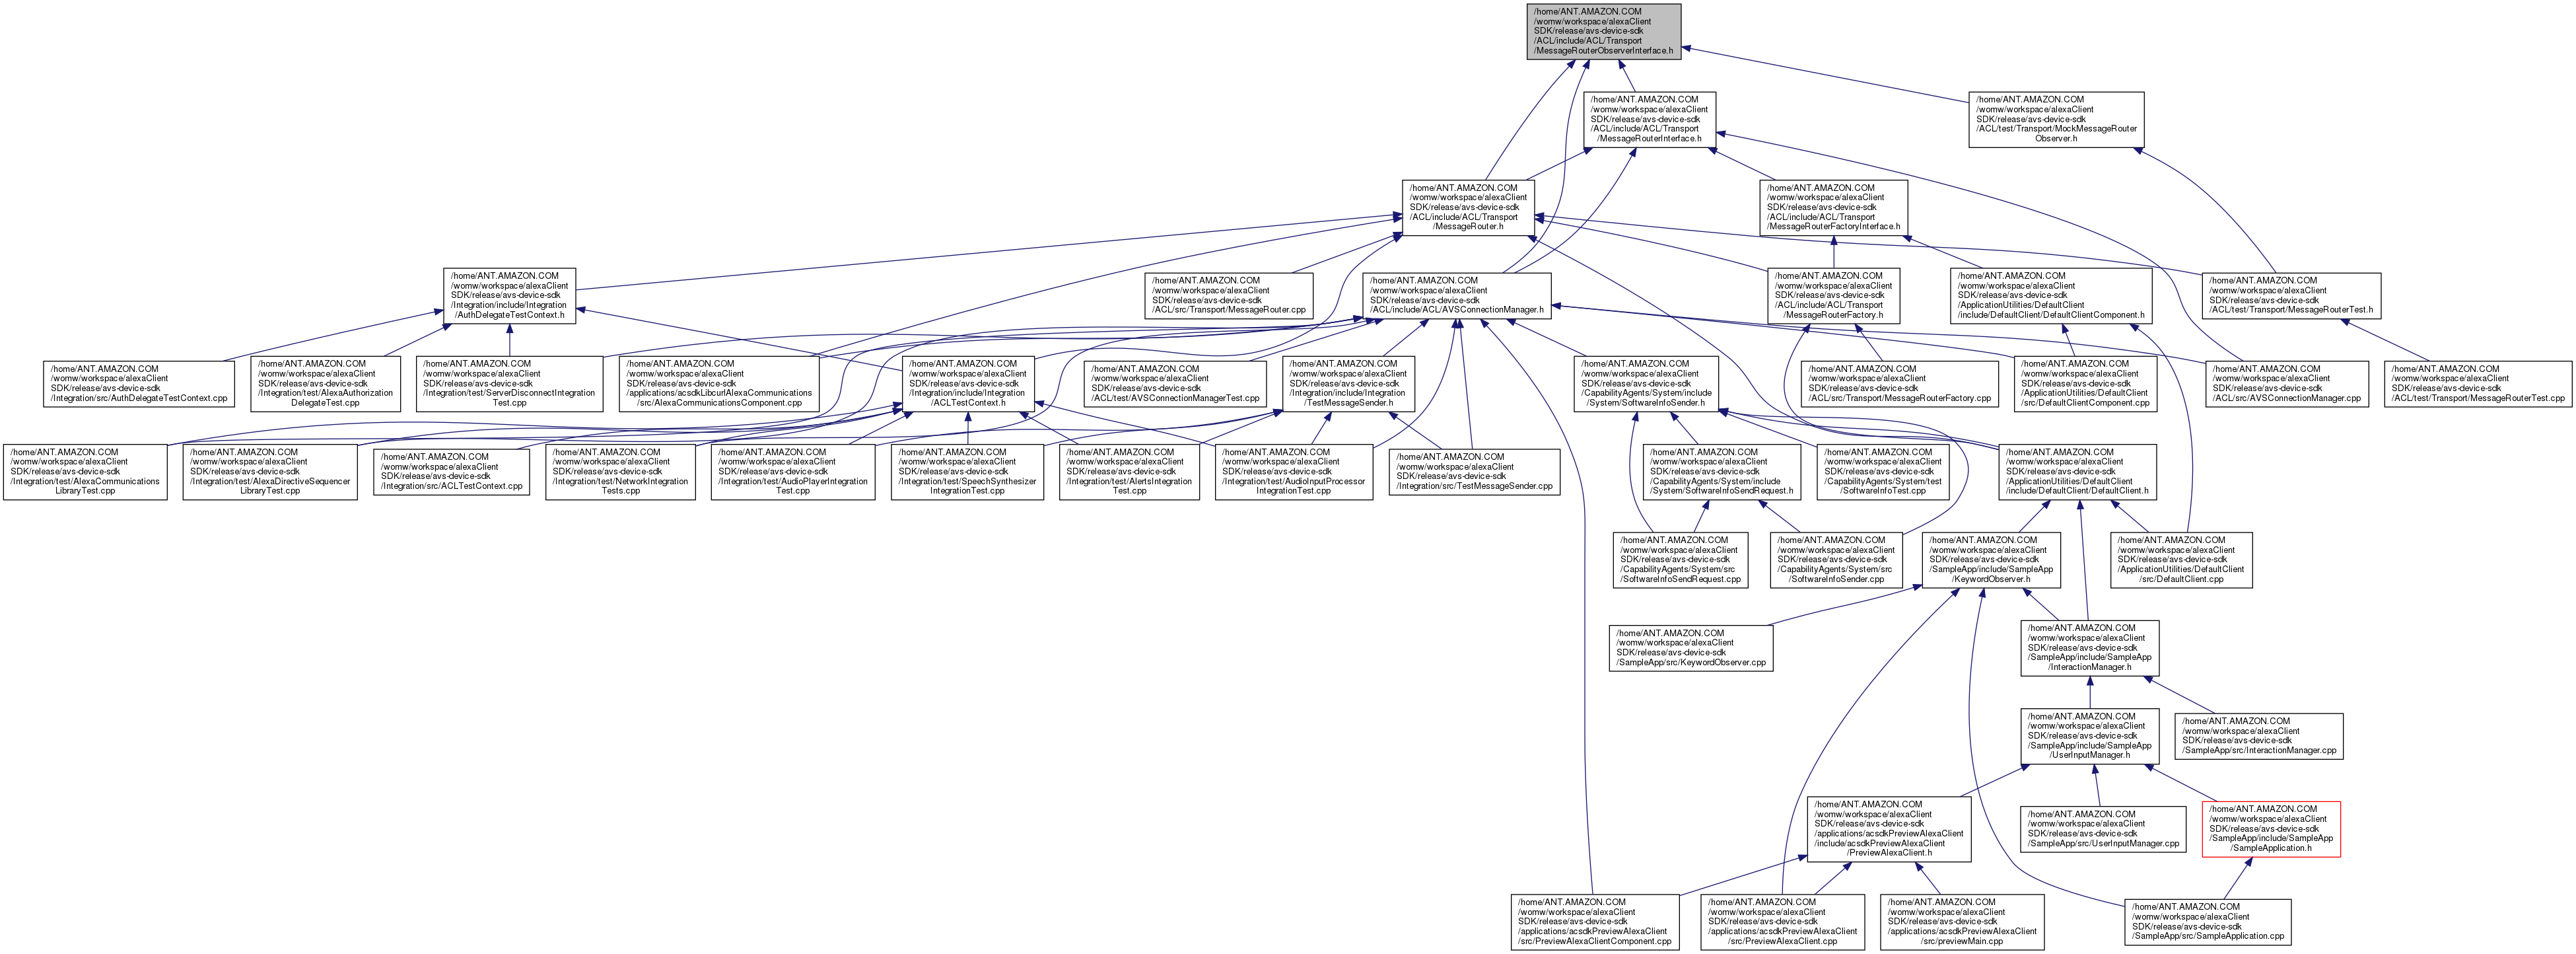 /home/ANT.AMAZON.COM
/womw/workspace/alexaClient
SDK/release/avs-device-sdk
/ACL/include/ACL/Transport
/MessageRouterObserverInterface.h
/home/ANT.AMAZON.COM
/womw/workspace/alexaClient
SDK/release/avs-device-sdk
/ACL/include/ACL/Transport
/MessageRouterInterface.h
/home/ANT.AMAZON.COM
/womw/workspace/alexaClient
SDK/release/avs-device-sdk
/ACL/test/Transport/MockMessageRouter
Observer.h
/home/ANT.AMAZON.COM
/womw/workspace/alexaClient
SDK/release/avs-device-sdk
/ACL/include/ACL/Transport
/MessageRouter.h
/home/ANT.AMAZON.COM
/womw/workspace/alexaClient
SDK/release/avs-device-sdk
/ACL/include/ACL/Transport
/MessageRouterFactoryInterface.h
/home/ANT.AMAZON.COM
/womw/workspace/alexaClient
SDK/release/avs-device-sdk
/Integration/include/Integration
/AuthDelegateTestContext.h
/home/ANT.AMAZON.COM
/womw/workspace/alexaClient
SDK/release/avs-device-sdk
/ACL/src/Transport/MessageRouter.cpp
/home/ANT.AMAZON.COM
/womw/workspace/alexaClient
SDK/release/avs-device-sdk
/ACL/include/ACL/AVSConnectionManager.h
/home/ANT.AMAZON.COM
/womw/workspace/alexaClient
SDK/release/avs-device-sdk
/ACL/include/ACL/Transport
/MessageRouterFactory.h
/home/ANT.AMAZON.COM
/womw/workspace/alexaClient
SDK/release/avs-device-sdk
/ApplicationUtilities/DefaultClient
/include/DefaultClient/DefaultClientComponent.h
/home/ANT.AMAZON.COM
/womw/workspace/alexaClient
SDK/release/avs-device-sdk
/ACL/test/Transport/MessageRouterTest.h
/home/ANT.AMAZON.COM
/womw/workspace/alexaClient
SDK/release/avs-device-sdk
/Integration/src/AuthDelegateTestContext.cpp
/home/ANT.AMAZON.COM
/womw/workspace/alexaClient
SDK/release/avs-device-sdk
/Integration/test/AlexaAuthorization
DelegateTest.cpp
/home/ANT.AMAZON.COM
/womw/workspace/alexaClient
SDK/release/avs-device-sdk
/Integration/test/ServerDisconnectIntegration
Test.cpp
/home/ANT.AMAZON.COM
/womw/workspace/alexaClient
SDK/release/avs-device-sdk
/applications/acsdkLibcurlAlexaCommunications
/src/AlexaCommunicationsComponent.cpp
/home/ANT.AMAZON.COM
/womw/workspace/alexaClient
SDK/release/avs-device-sdk
/Integration/include/Integration
/ACLTestContext.h
/home/ANT.AMAZON.COM
/womw/workspace/alexaClient
SDK/release/avs-device-sdk
/ACL/test/AVSConnectionManagerTest.cpp
/home/ANT.AMAZON.COM
/womw/workspace/alexaClient
SDK/release/avs-device-sdk
/Integration/include/Integration
/TestMessageSender.h
/home/ANT.AMAZON.COM
/womw/workspace/alexaClient
SDK/release/avs-device-sdk
/CapabilityAgents/System/include
/System/SoftwareInfoSender.h
/home/ANT.AMAZON.COM
/womw/workspace/alexaClient
SDK/release/avs-device-sdk
/ACL/src/Transport/MessageRouterFactory.cpp
/home/ANT.AMAZON.COM
/womw/workspace/alexaClient
SDK/release/avs-device-sdk
/ApplicationUtilities/DefaultClient
/src/DefaultClientComponent.cpp
/home/ANT.AMAZON.COM
/womw/workspace/alexaClient
SDK/release/avs-device-sdk
/ACL/src/AVSConnectionManager.cpp
/home/ANT.AMAZON.COM
/womw/workspace/alexaClient
SDK/release/avs-device-sdk
/ACL/test/Transport/MessageRouterTest.cpp
/home/ANT.AMAZON.COM
/womw/workspace/alexaClient
SDK/release/avs-device-sdk
/Integration/test/AlexaCommunications
LibraryTest.cpp
/home/ANT.AMAZON.COM
/womw/workspace/alexaClient
SDK/release/avs-device-sdk
/Integration/test/AlexaDirectiveSequencer
LibraryTest.cpp
/home/ANT.AMAZON.COM
/womw/workspace/alexaClient
SDK/release/avs-device-sdk
/Integration/src/ACLTestContext.cpp
/home/ANT.AMAZON.COM
/womw/workspace/alexaClient
SDK/release/avs-device-sdk
/Integration/test/NetworkIntegration
Tests.cpp
/home/ANT.AMAZON.COM
/womw/workspace/alexaClient
SDK/release/avs-device-sdk
/Integration/test/AudioPlayerIntegration
Test.cpp
/home/ANT.AMAZON.COM
/womw/workspace/alexaClient
SDK/release/avs-device-sdk
/Integration/test/SpeechSynthesizer
IntegrationTest.cpp
/home/ANT.AMAZON.COM
/womw/workspace/alexaClient
SDK/release/avs-device-sdk
/Integration/test/AlertsIntegration
Test.cpp
/home/ANT.AMAZON.COM
/womw/workspace/alexaClient
SDK/release/avs-device-sdk
/Integration/test/AudioInputProcessor
IntegrationTest.cpp
/home/ANT.AMAZON.COM
/womw/workspace/alexaClient
SDK/release/avs-device-sdk
/Integration/src/TestMessageSender.cpp
/home/ANT.AMAZON.COM
/womw/workspace/alexaClient
SDK/release/avs-device-sdk
/CapabilityAgents/System/include
/System/SoftwareInfoSendRequest.h
/home/ANT.AMAZON.COM
/womw/workspace/alexaClient
SDK/release/avs-device-sdk
/CapabilityAgents/System/test
/SoftwareInfoTest.cpp
/home/ANT.AMAZON.COM
/womw/workspace/alexaClient
SDK/release/avs-device-sdk
/ApplicationUtilities/DefaultClient
/include/DefaultClient/DefaultClient.h
/home/ANT.AMAZON.COM
/womw/workspace/alexaClient
SDK/release/avs-device-sdk
/CapabilityAgents/System/src
/SoftwareInfoSendRequest.cpp
/home/ANT.AMAZON.COM
/womw/workspace/alexaClient
SDK/release/avs-device-sdk
/CapabilityAgents/System/src
/SoftwareInfoSender.cpp
/home/ANT.AMAZON.COM
/womw/workspace/alexaClient
SDK/release/avs-device-sdk
/SampleApp/include/SampleApp
/KeywordObserver.h
/home/ANT.AMAZON.COM
/womw/workspace/alexaClient
SDK/release/avs-device-sdk
/ApplicationUtilities/DefaultClient
/src/DefaultClient.cpp
/home/ANT.AMAZON.COM
/womw/workspace/alexaClient
SDK/release/avs-device-sdk
/SampleApp/src/KeywordObserver.cpp
/home/ANT.AMAZON.COM
/womw/workspace/alexaClient
SDK/release/avs-device-sdk
/SampleApp/include/SampleApp
/InteractionManager.h
/home/ANT.AMAZON.COM
/womw/workspace/alexaClient
SDK/release/avs-device-sdk
/SampleApp/include/SampleApp
/UserInputManager.h
/home/ANT.AMAZON.COM
/womw/workspace/alexaClient
SDK/release/avs-device-sdk
/SampleApp/src/InteractionManager.cpp
/home/ANT.AMAZON.COM
/womw/workspace/alexaClient
SDK/release/avs-device-sdk
/applications/acsdkPreviewAlexaClient
/include/acsdkPreviewAlexaClient
/PreviewAlexaClient.h
/home/ANT.AMAZON.COM
/womw/workspace/alexaClient
SDK/release/avs-device-sdk
/SampleApp/src/UserInputManager.cpp
/home/ANT.AMAZON.COM
/womw/workspace/alexaClient
SDK/release/avs-device-sdk
/SampleApp/include/SampleApp
/SampleApplication.h
/home/ANT.AMAZON.COM
/womw/workspace/alexaClient
SDK/release/avs-device-sdk
/applications/acsdkPreviewAlexaClient
/src/PreviewAlexaClientComponent.cpp
/home/ANT.AMAZON.COM
/womw/workspace/alexaClient
SDK/release/avs-device-sdk
/applications/acsdkPreviewAlexaClient
/src/PreviewAlexaClient.cpp
/home/ANT.AMAZON.COM
/womw/workspace/alexaClient
SDK/release/avs-device-sdk
/applications/acsdkPreviewAlexaClient
/src/previewMain.cpp
/home/ANT.AMAZON.COM
/womw/workspace/alexaClient
SDK/release/avs-device-sdk
/SampleApp/src/SampleApplication.cpp